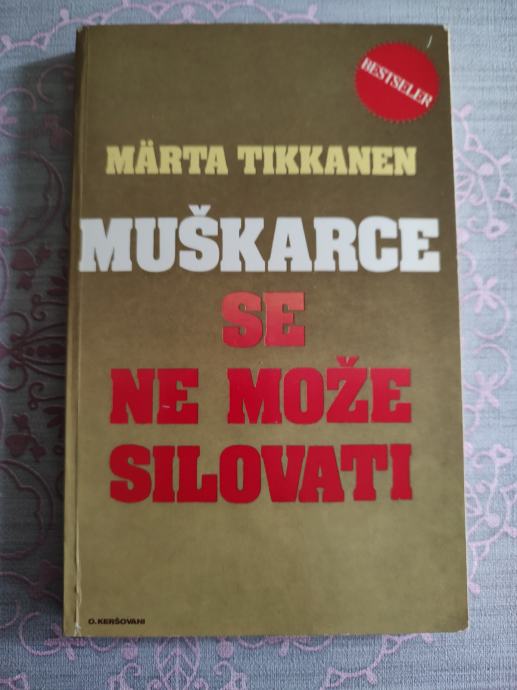 BESTSELER
MÄRTA TIKKANEN
MUŠKARCE
SE
NE MOŽE
SILOVATI
O. KERŠOVANI